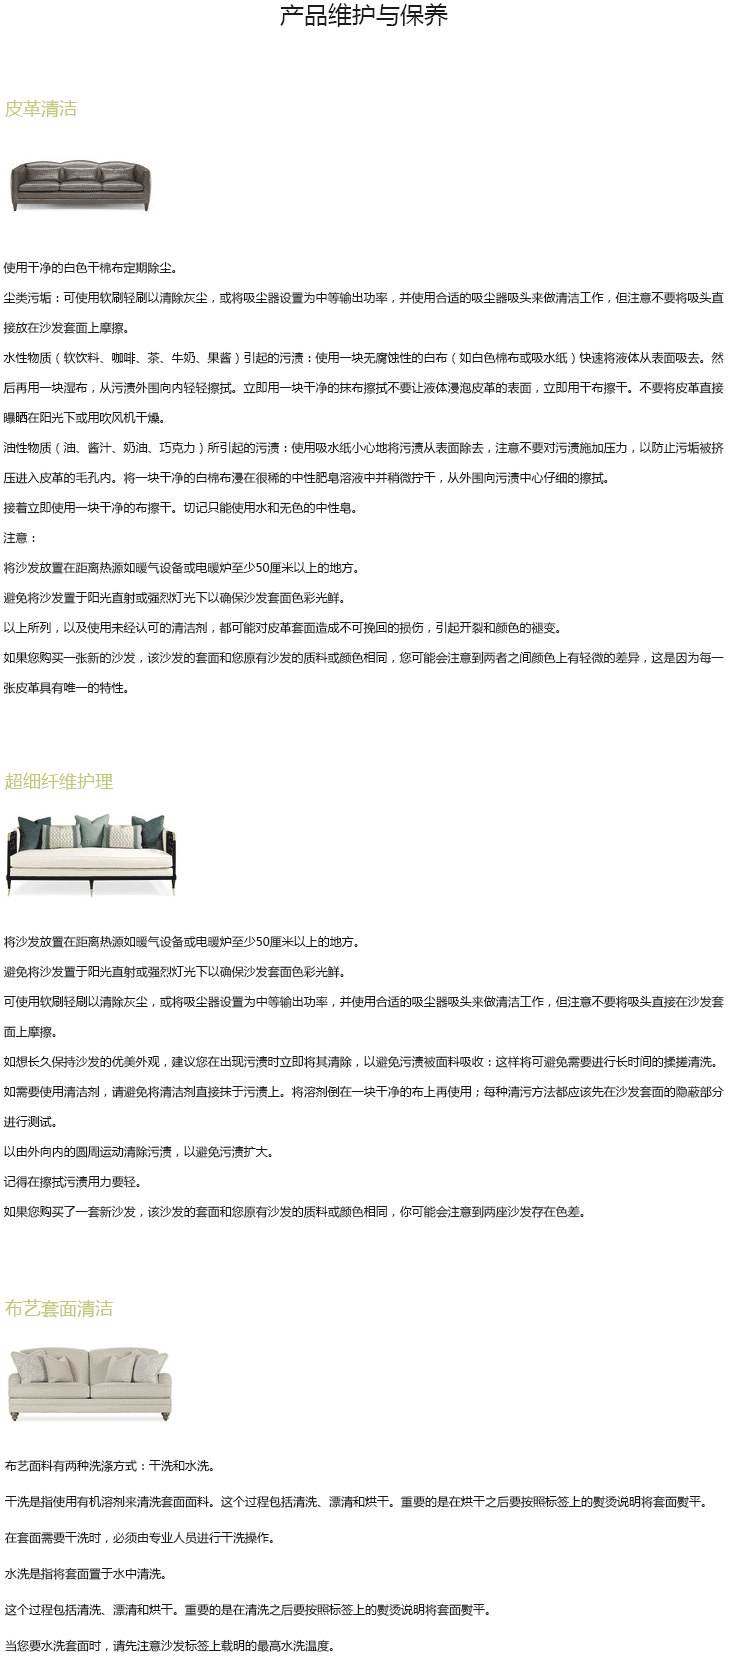 产品维护与保养
皮革清洁
使用干净的白色干棉布定期除尘。
尘类污垢：可使用软刷轻刷以清除灰尘，或将吸尘器设置为中等输出功率，并使用合适的吸尘器吸头来做清洁工作，但注意不要将吸头直
接放在沙发套面上摩擦。
水性物质（软饮料、咖啡、茶、牛奶、果酱）引起的污渍：使用一块无腐蚀性的白布（如白色棉布或吸水纸）快速将液体从表面吸去。然
后再用一块湿布，从污渍外围向内轻轻擦拭。立即用一块干净的抹布擦拭不要让液体浸泡皮革的表面，立即用干布擦干。不要将皮革直接
曝晒在阳光下或用吹风机干燥。
油性物质（油、酱汁、奶油、巧克力）所引起的污渍：使用吸水纸小心地将污渍从表面除去，注意不要对污渍施加压力，以防止污垢被挤
压进入皮革的毛孔内。将一块干净的白棉布浸在很稀的中性肥皂溶液中并稍微拧干，从外围向污渍中心仔细的擦拭。
接着立即使用一块干净的布擦干。切记只能使用水和无色的中性皂。
注意：
将沙发放置在距离热源如暖气设备或电暖炉至少50厘米以上的地方。
避免将沙发置于阳光直射或强烈灯光下以确保沙发套面色彩光鲜。
以上所列，以及使用未经认可的清洁剂，都可能对皮革套面造成不可挽回的损伤，引起开裂和颜色的褪变。
如果您购买一张新的沙发，该沙发的套面和您原有沙发的质料或颜色相同，您可能会注意到两者之间颜色上有轻微的差异，这是因为每一
张皮革具有唯一的特性。
超细纤维护理
将沙发放置在距离热源如暖气设备或电暖炉至少50厘米以上的地方。
避免将沙发置于阳光直射或强烈灯光下以确保沙发套面色彩光鲜。
可使用软刷轻刷以清除灰尘，或将吸尘器设置为中等输出功率，并使用合适的吸尘器吸头来做清洁工作，但注意不要将吸头直接在沙发套
面上摩擦。
如想长久保持沙发的优美外观，建议您在出现污渍时立即将其清除，以避免污渍被面料吸收：这样将可避免需要进行长时间的揉搓清洗。
如需要使用清洁剂，请避免将清洁剂直接抹于污渍上。将溶剂倒在一块干净的布上再使用；每种清污方法都应该先在沙发套面的隐蔽部分
进行测试。
以由外向内的圆周运动清除污渍，以避免污渍扩大。
记得在擦拭污渍用力要轻。
如果您购买了一套新沙发，该沙发的套面和您原有沙发的质料或颜色相同，你可能会注意到两座沙发存在色差。
布艺套面清洁
布艺面料有两种洗涤方式：干洗和水洗。
干洗是指使用有机溶剂来清洗套面面料。这个过程包括清洗、漂清和烘干。重要的是在烘干之后要按照标签上的熨烫说明将套面熨平。
在套面需要干洗时，必须由专业人员进行干洗操作。
水洗是指将套面置于水中清洗。
这个过程包括清洗、漂清和烘干。重要的是在清洗之后要按照标签上的熨烫说明将套面熨平。
当您要水洗套面时，请先注意沙发标签上载明的最高水洗温度。